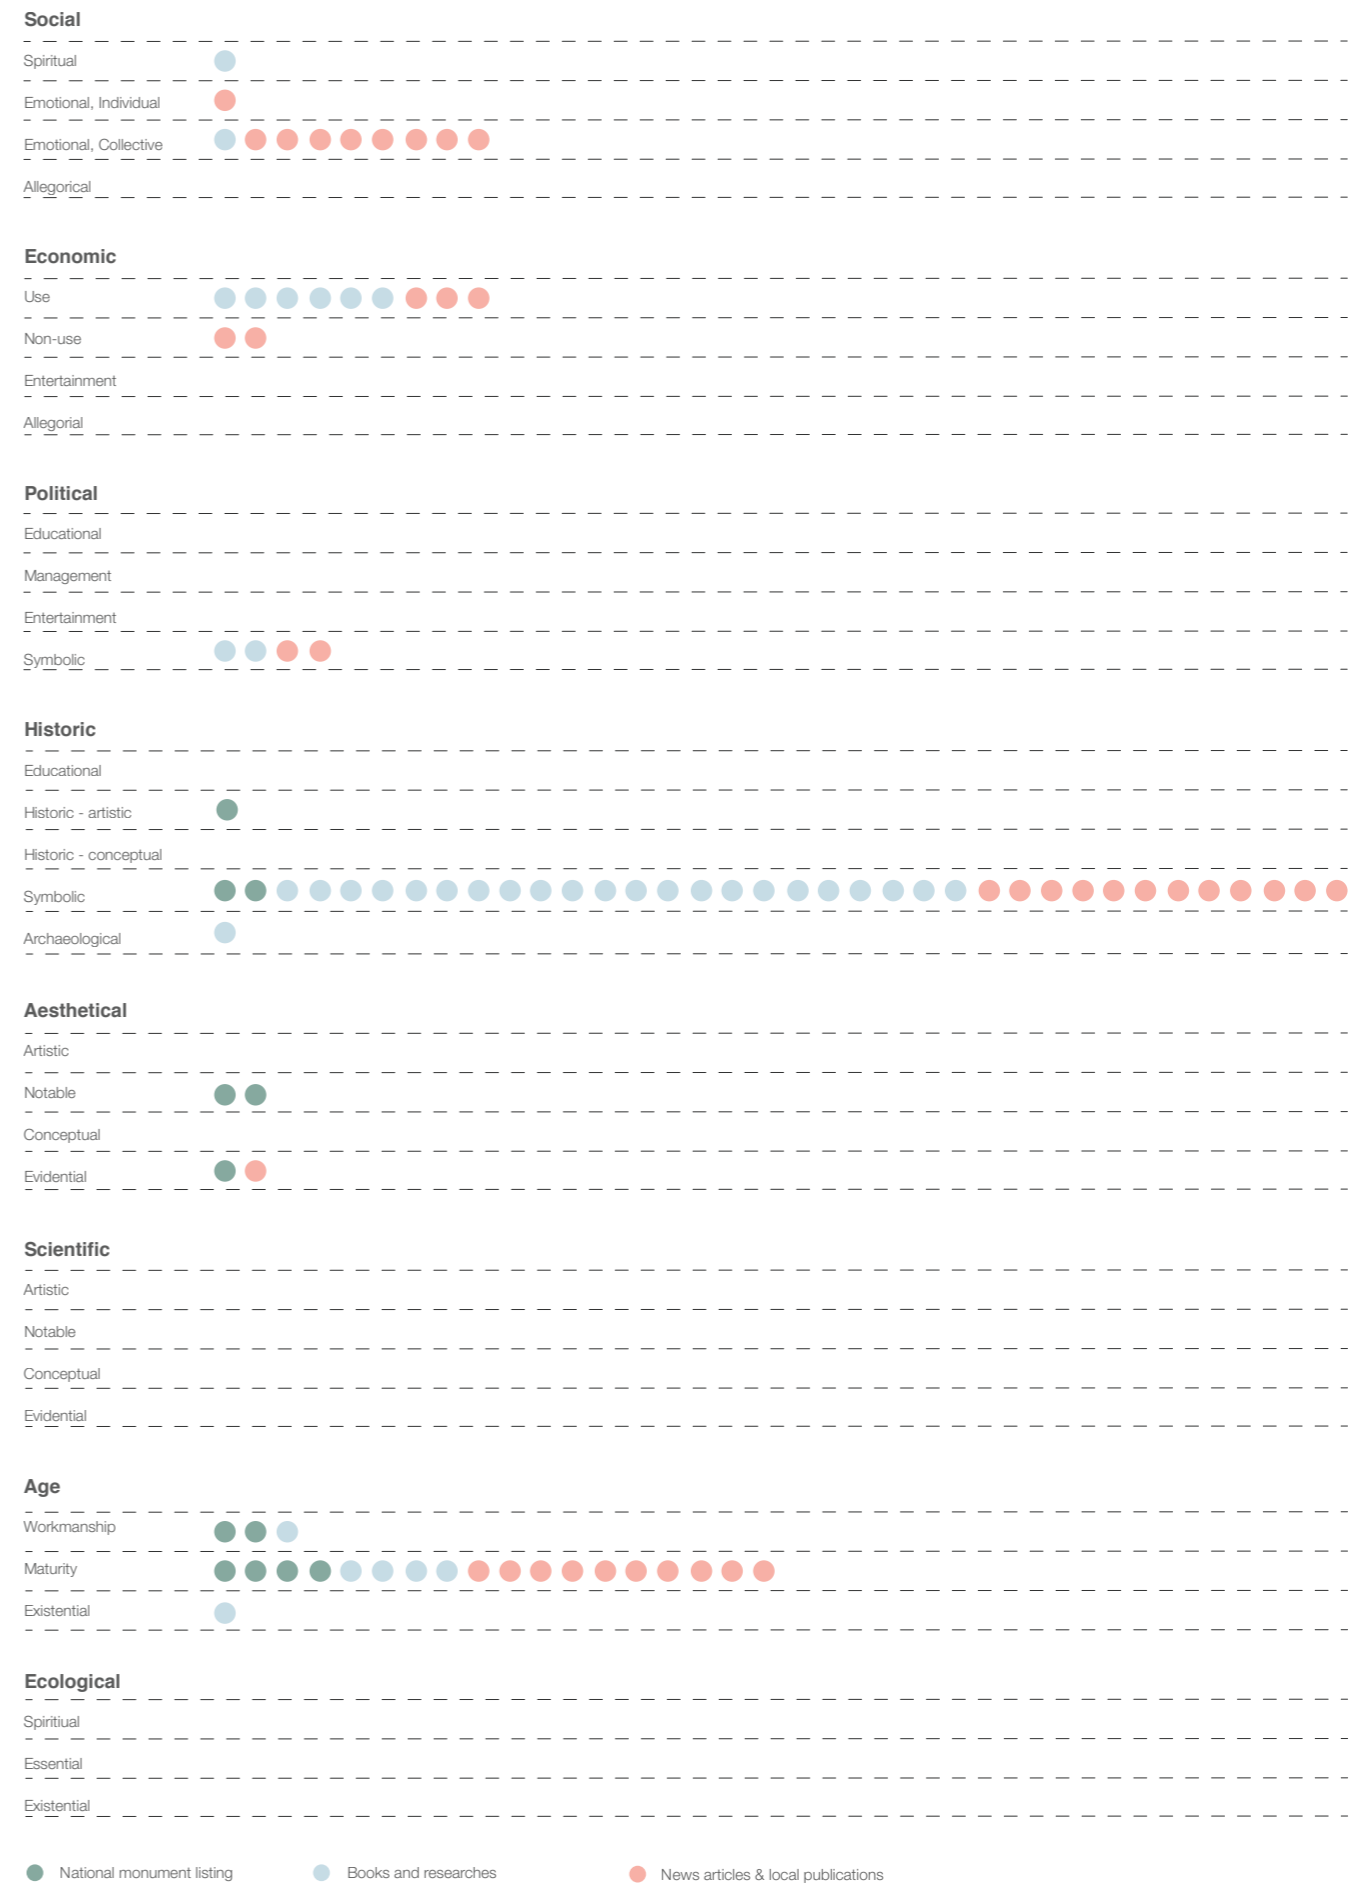 Social
Spiritual
Emotional, Individual
Emotional, Collective
Allegorical
Economic
Use
Non-use
Entertainment
Allegorial
Political
Educational
Management
Entertainment
Symbolic
Historic
Educational
Historic - artistic
Historic - conceptual
Symbolic
Archaeological
Aesthetical
Artistic
Notable
Conceptual
Evidential
Scientific
Artistic
Notable
Conceptual
Evidential
Age
Workmanship
Maturity
Existential
Ecological
Spiritiual
Essential
Existential
National monument listing
Books and researches
News articles & local publications